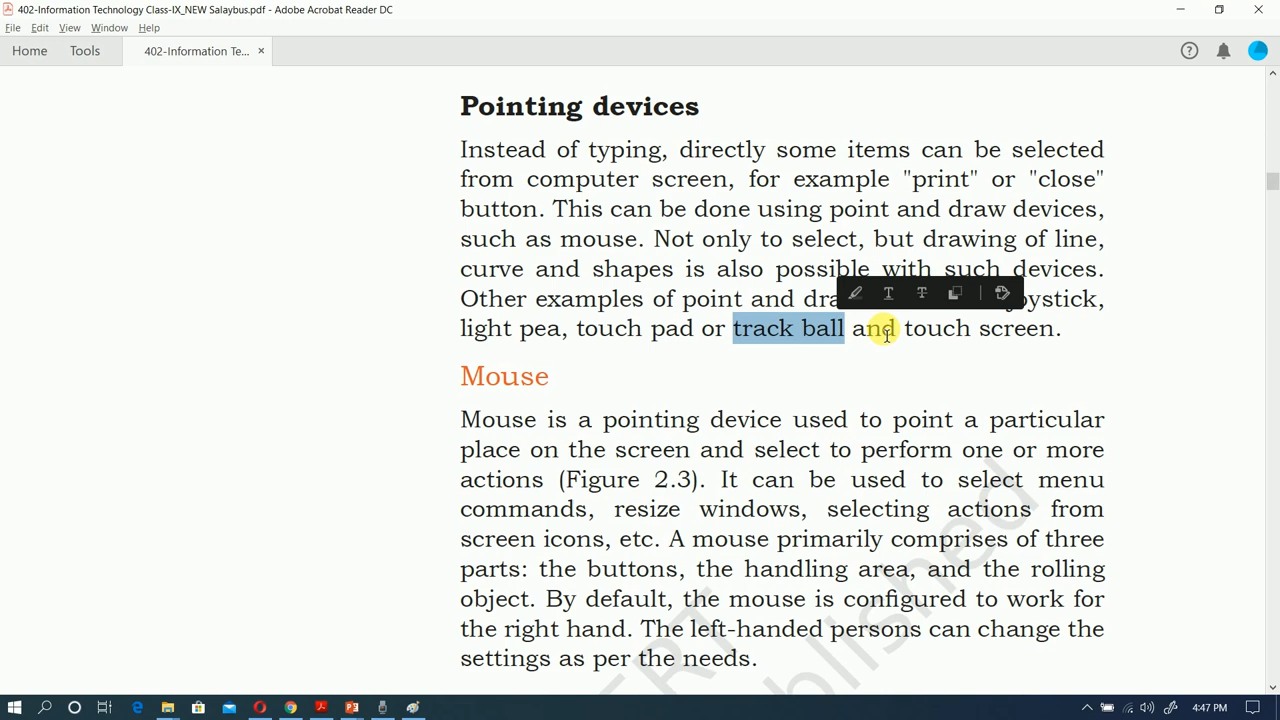 402-Information Technology Class-IX_NEW Salaybus.pdf - Adobe Acrobat Reader DC
File Edit View Window Help
Home Tools 402-Information Te... ×
Pointing devices
Instead of typing, directly some items can be selected
from computer screen, for example "print" or "close"
button. This can be done using point and draw devices,
such as mouse. Not only to select, but drawing of line,
curve and shapes is also possible with such devices.
Other examples of point and joystick,
light pea, touch pad or track ball and touch screen.
Mouse
Mouse is a pointing device used to point a particular
place on the screen and select to perform one or more
actions (Figure 2.3). It can be used to select menu
commands, resize windows, selecting actions from
screen icons, etc. A mouse primarily comprises of three
parts: the buttons, the handling area, and the rolling
object. By default, the mouse is configured to work for
the right hand. The left-handed persons can change the
settings as per the needs.
4:47 PM